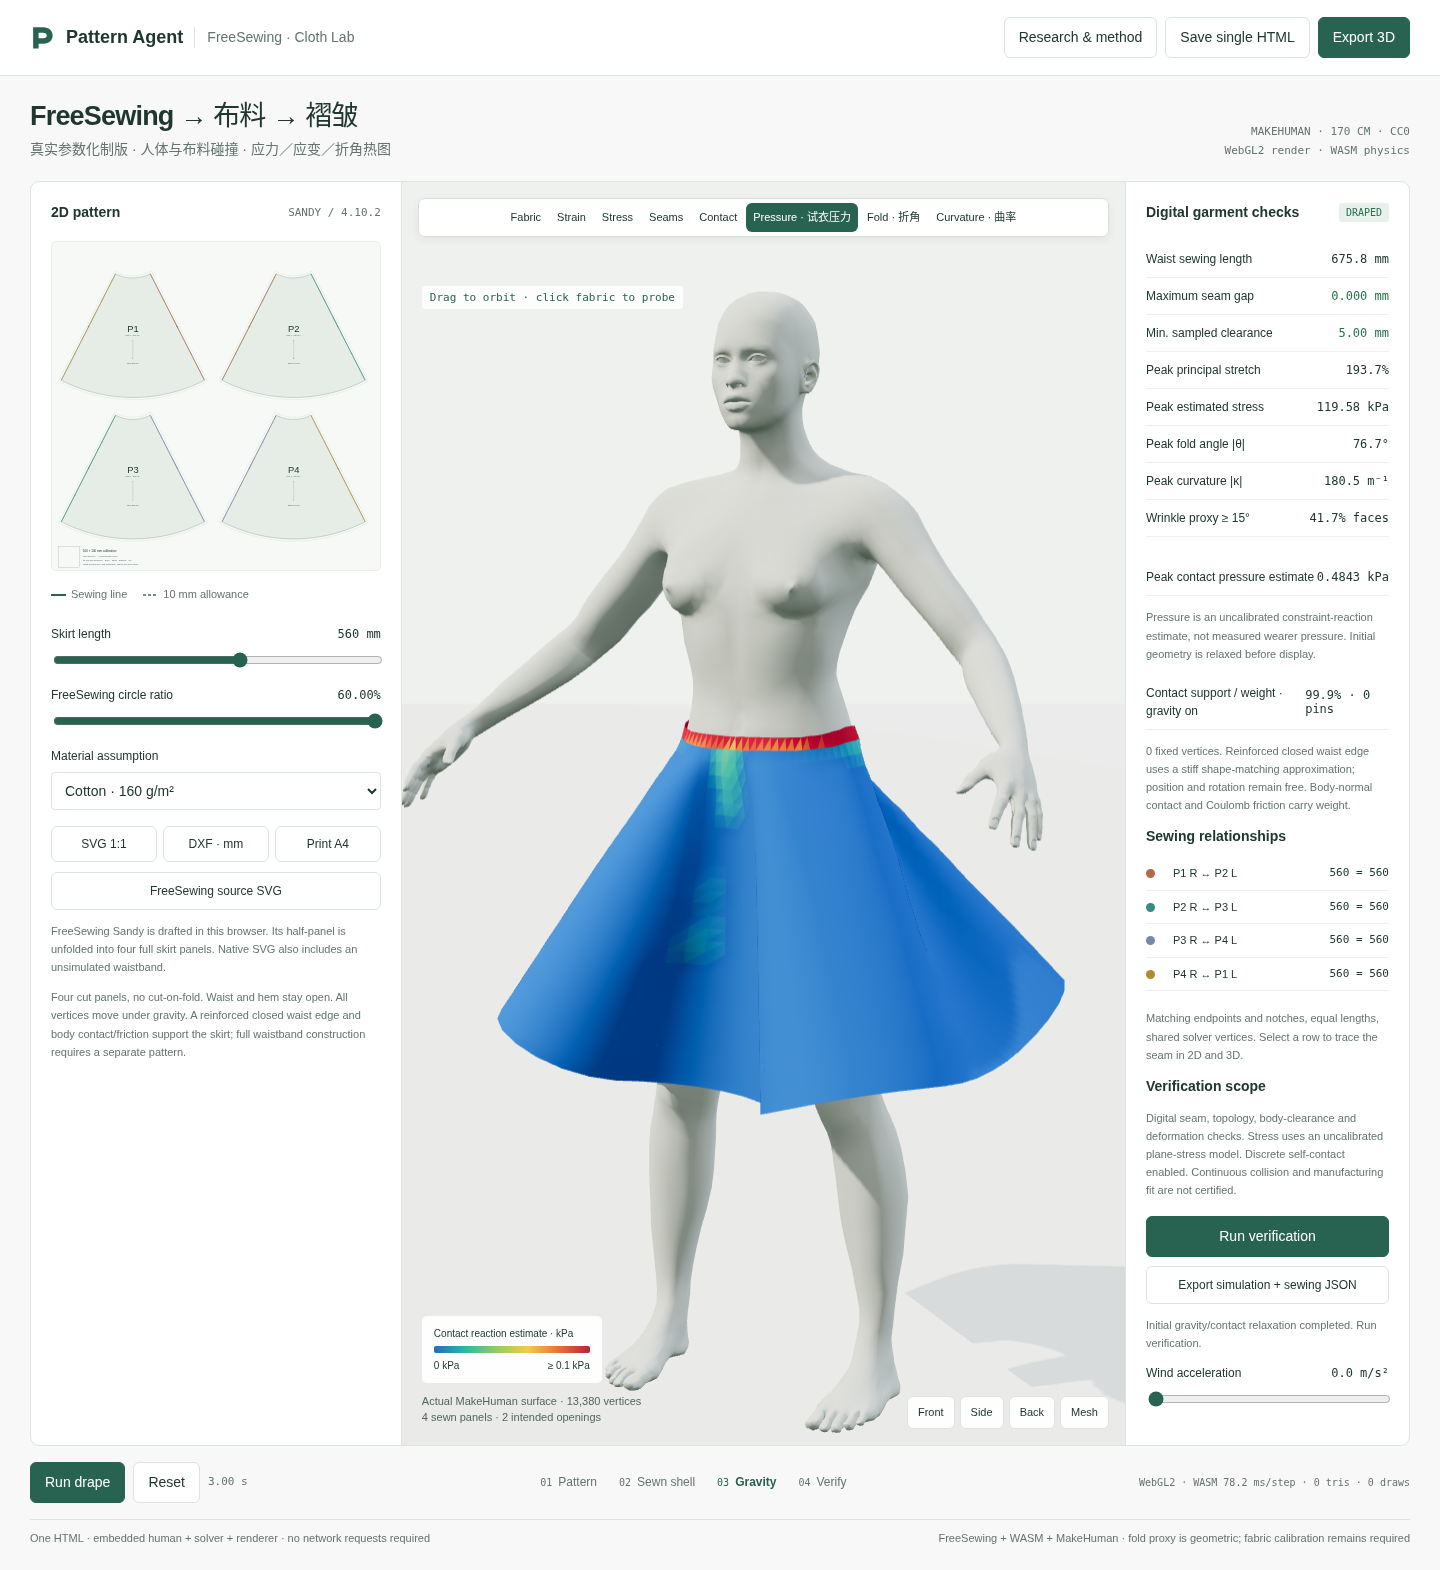 Pattern Agent
FreeSewing · Cloth Lab
Research & method
Save single HTML
Export 3D
FreeSewing → 布料 → 褶皱
真实参数化制版 · 人体与布料碰撞 · 应力／应变／折角热图
MAKEHUMAN · 170 CM · CC0
WebGL2 render · WASM physics
2D pattern
SANDY / 4.10.2
P1
P2
P3
P4
Sewing line
10 mm allowance
Skirt length
560 mm
FreeSewing circle ratio
60.00%
Material assumption
Cotton · 160 g/m²
SVG 1:1
DXF · mm
Print A4
FreeSewing source SVG
FreeSewing Sandy is drafted in this browser. Its half-panel is
unfolded into four full skirt panels. Native SVG also includes an
unsimulated waistband.
Four cut panels, no cut-on-fold. Waist and hem stay open. All
vertices move under gravity. A reinforced closed waist edge and
body contact/friction support the skirt; full waistband construction
requires a separate pattern.
Fabric
Strain
Stress
Seams
Contact
Pressure · 试衣压力
Fold · 折角
Curvature · 曲率
Drag to orbit · click fabric to probe
Contact reaction estimate · kPa
0 kPa
≥ 0.1 kPa
Actual MakeHuman surface · 13,380 vertices
4 sewn panels · 2 intended openings
Front
Side
Back
Mesh
Digital garment checks
DRAPED
Waist sewing length
675.8 mm
Maximum seam gap
0.000 mm
Min. sampled clearance
5.00 mm
Peak principal stretch
193.7%
Peak estimated stress
119.58 kPa
Peak fold angle |θ|
76.7°
Peak curvature |κ|
180.5 m⁻¹
Wrinkle proxy ≥ 15°
41.7% faces
Peak contact pressure estimate
0.4843 kPa
Pressure is an uncalibrated constraint-reaction
estimate, not measured wearer pressure. Initial
geometry is relaxed before display.
Contact support / weight ·
gravity on
99.9% · 0
pins
0 fixed vertices. Reinforced closed waist edge
uses a stiff shape-matching approximation;
position and rotation remain free. Body-normal
contact and Coulomb friction carry weight.
Sewing relationships
P1 R ↔ P2 L
560 = 560
P2 R ↔ P3 L
560 = 560
P3 R ↔ P4 L
560 = 560
P4 R ↔ P1 L
560 = 560
Matching endpoints and notches, equal lengths,
shared solver vertices. Select a row to trace the
seam in 2D and 3D.
Verification scope
Digital seam, topology, body-clearance and
deformation checks. Stress uses an uncalibrated
plane-stress model. Discrete self-contact
enabled. Continuous collision and manufacturing
fit are not certified.
Run verification
Export simulation + sewing JSON
Initial gravity/contact relaxation completed. Run
verification.
Wind acceleration
0.0 m/s²
Run drape
Reset
3.00 s
01 Pattern
02 Sewn shell
03 Gravity
04 Verify
WebGL2 · WASM 78.2 ms/step · 0 tris · 0 draws
One HTML · embedded human + solver + renderer · no network requests required
FreeSewing + WASM + MakeHuman · fold proxy is geometric; fabric calibration remains required